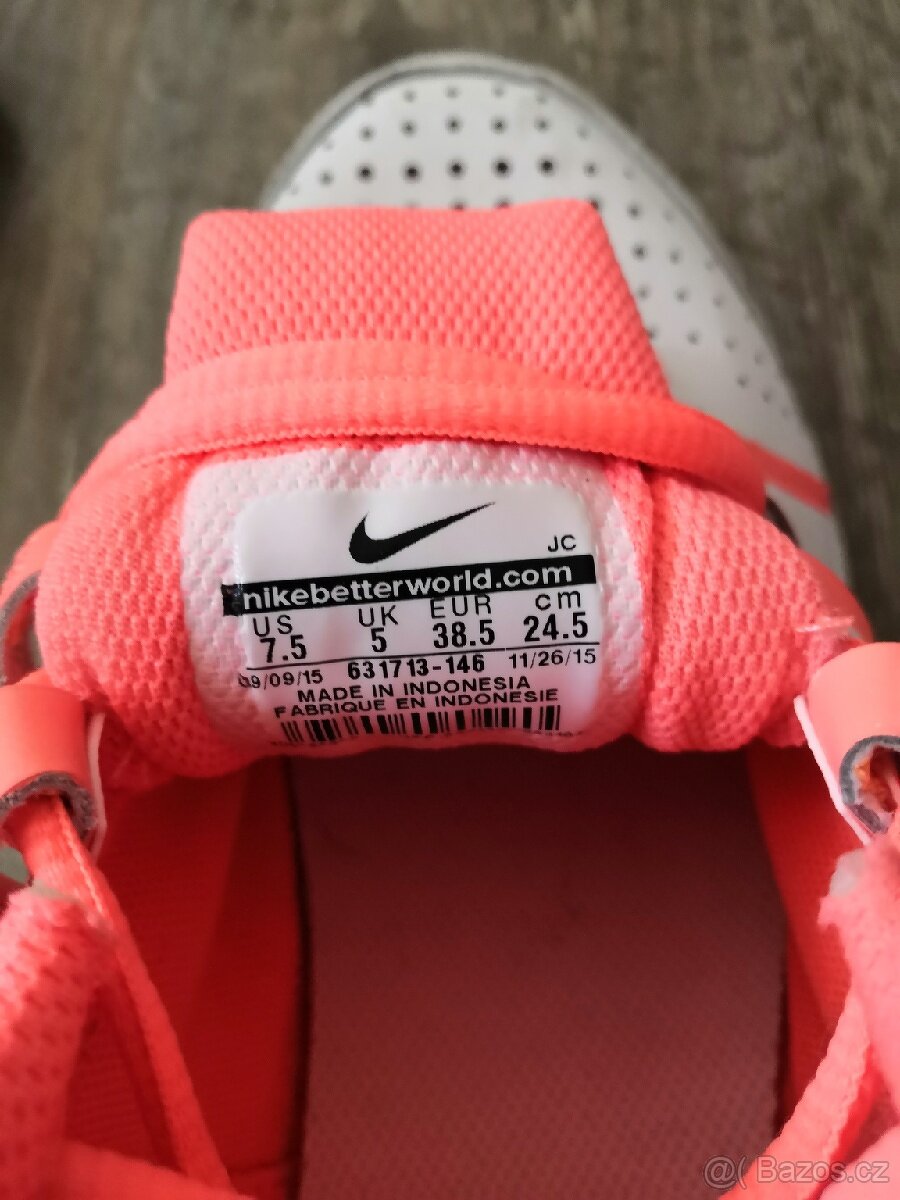 JC
nikebetterworld.com
US UK EUR cm
7.5 5 38.5 24.5
09/09/15 631713-146 11/26/15
MADE IN INDONESIA
FABRIQUE EN INDONESIE
@( Bazos.cz